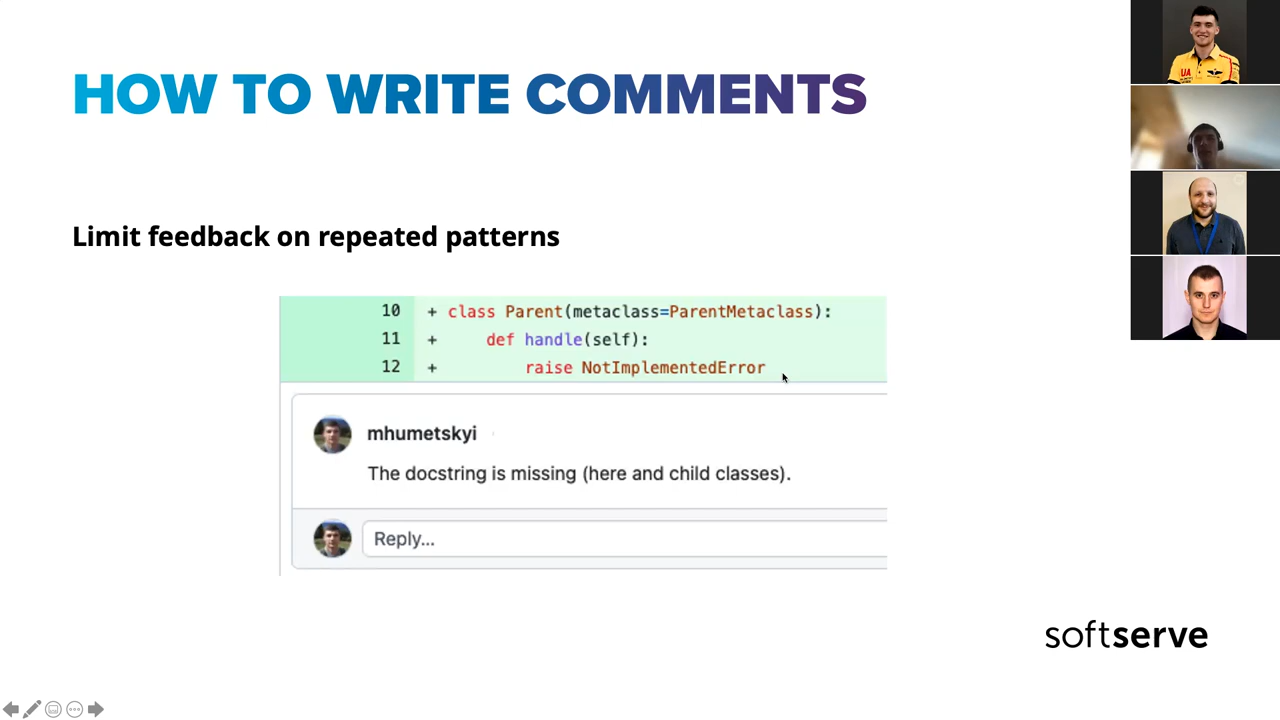 HOW TO WRITE COMMENTS
Limit feedback on repeated patterns
10 + class Parent(metaclass=ParentMetaclass):
11 + def handle(self):
12 + raise NotImplementedError
mhumetskyi
The docstring is missing (here and child classes).
Reply...
softserve
UA